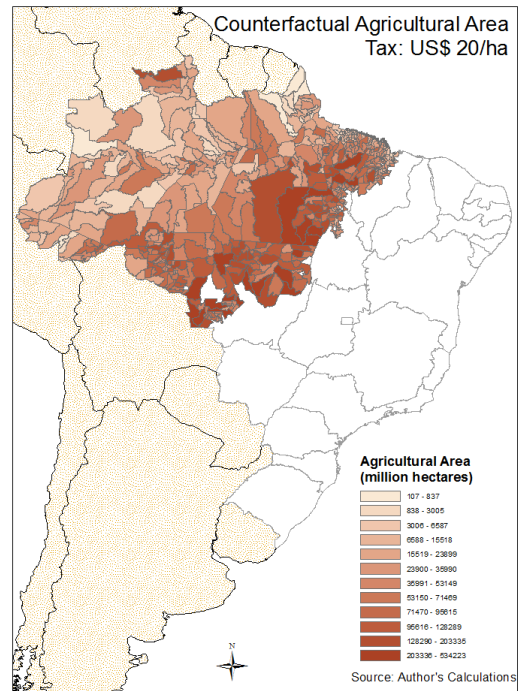 Counterfactual Agricultural Area
Tax: US$ 20/ha
Agricultural Area
(million hectares)
107 - 837
838 - 3005
3006 - 6587
6588 - 15518
15519 - 23899
23900 - 35990
35991 - 53149
53150 - 71469
71470 - 95615
95616 - 128289
128290 - 203335
203336 - 534223
N
Source: Author's Calculations